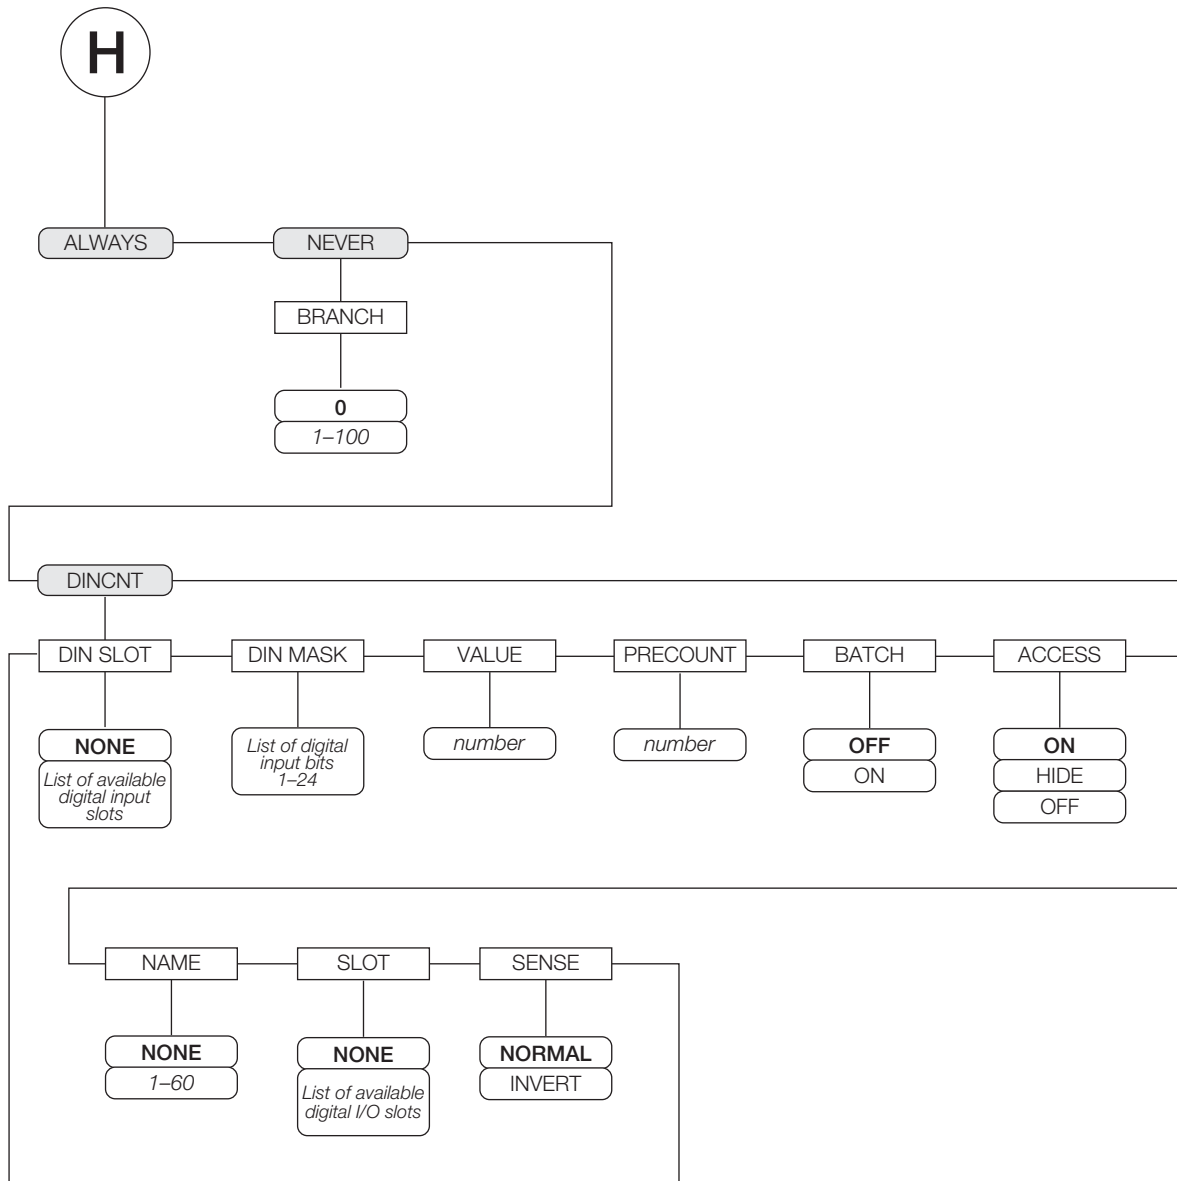 H
ALWAYS
NEVER
BRANCH
0
1–100
DINCNT
DIN SLOT
DIN MASK
VALUE
PRECOUNT
BATCH
ACCESS
NONE
List of available
digital input
slots
List of digital
input bits
1–24
number
number
OFF
ON
ON
HIDE
OFF
NAME
SLOT
SENSE
NONE
1–60
NONE
List of available
digital I/O slots
NORMAL
INVERT